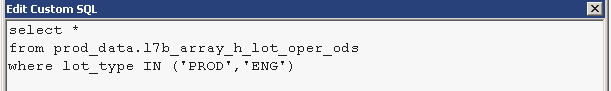 Edit Custom SQL
select *
from prod_data.l7b_array_h_lot_oper_ods
where lot_type IN ('PROD','ENG')